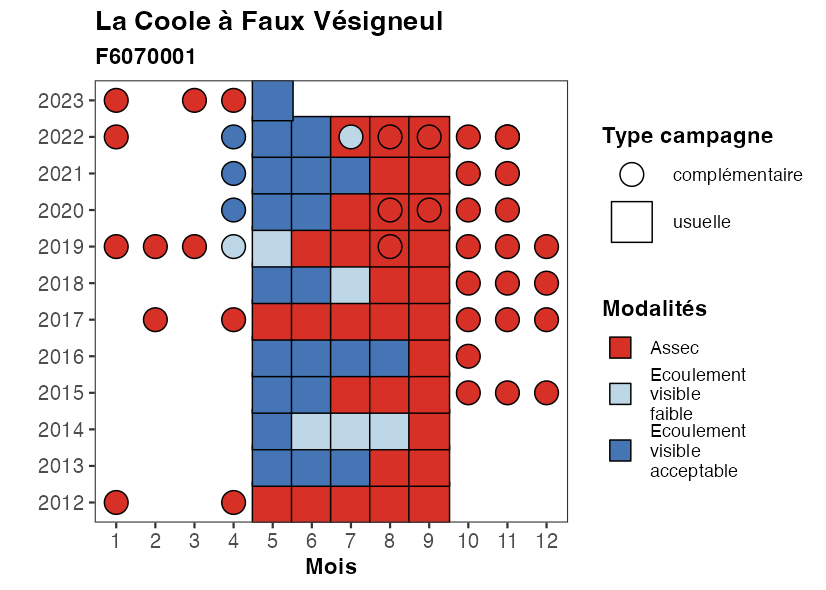 La Coole à Faux Vésigneul
F6070001
2023
2022
2021
2020
2019
2018
2017
2016
2015
2014
2013
2012
1 2 3 4 5 6 7 8 9 10 11 12
Mois
Type campagne
complémentaire
usuelle
Modalités
Assec
Ecoulement
visible
faible
Ecoulement
visible
acceptable